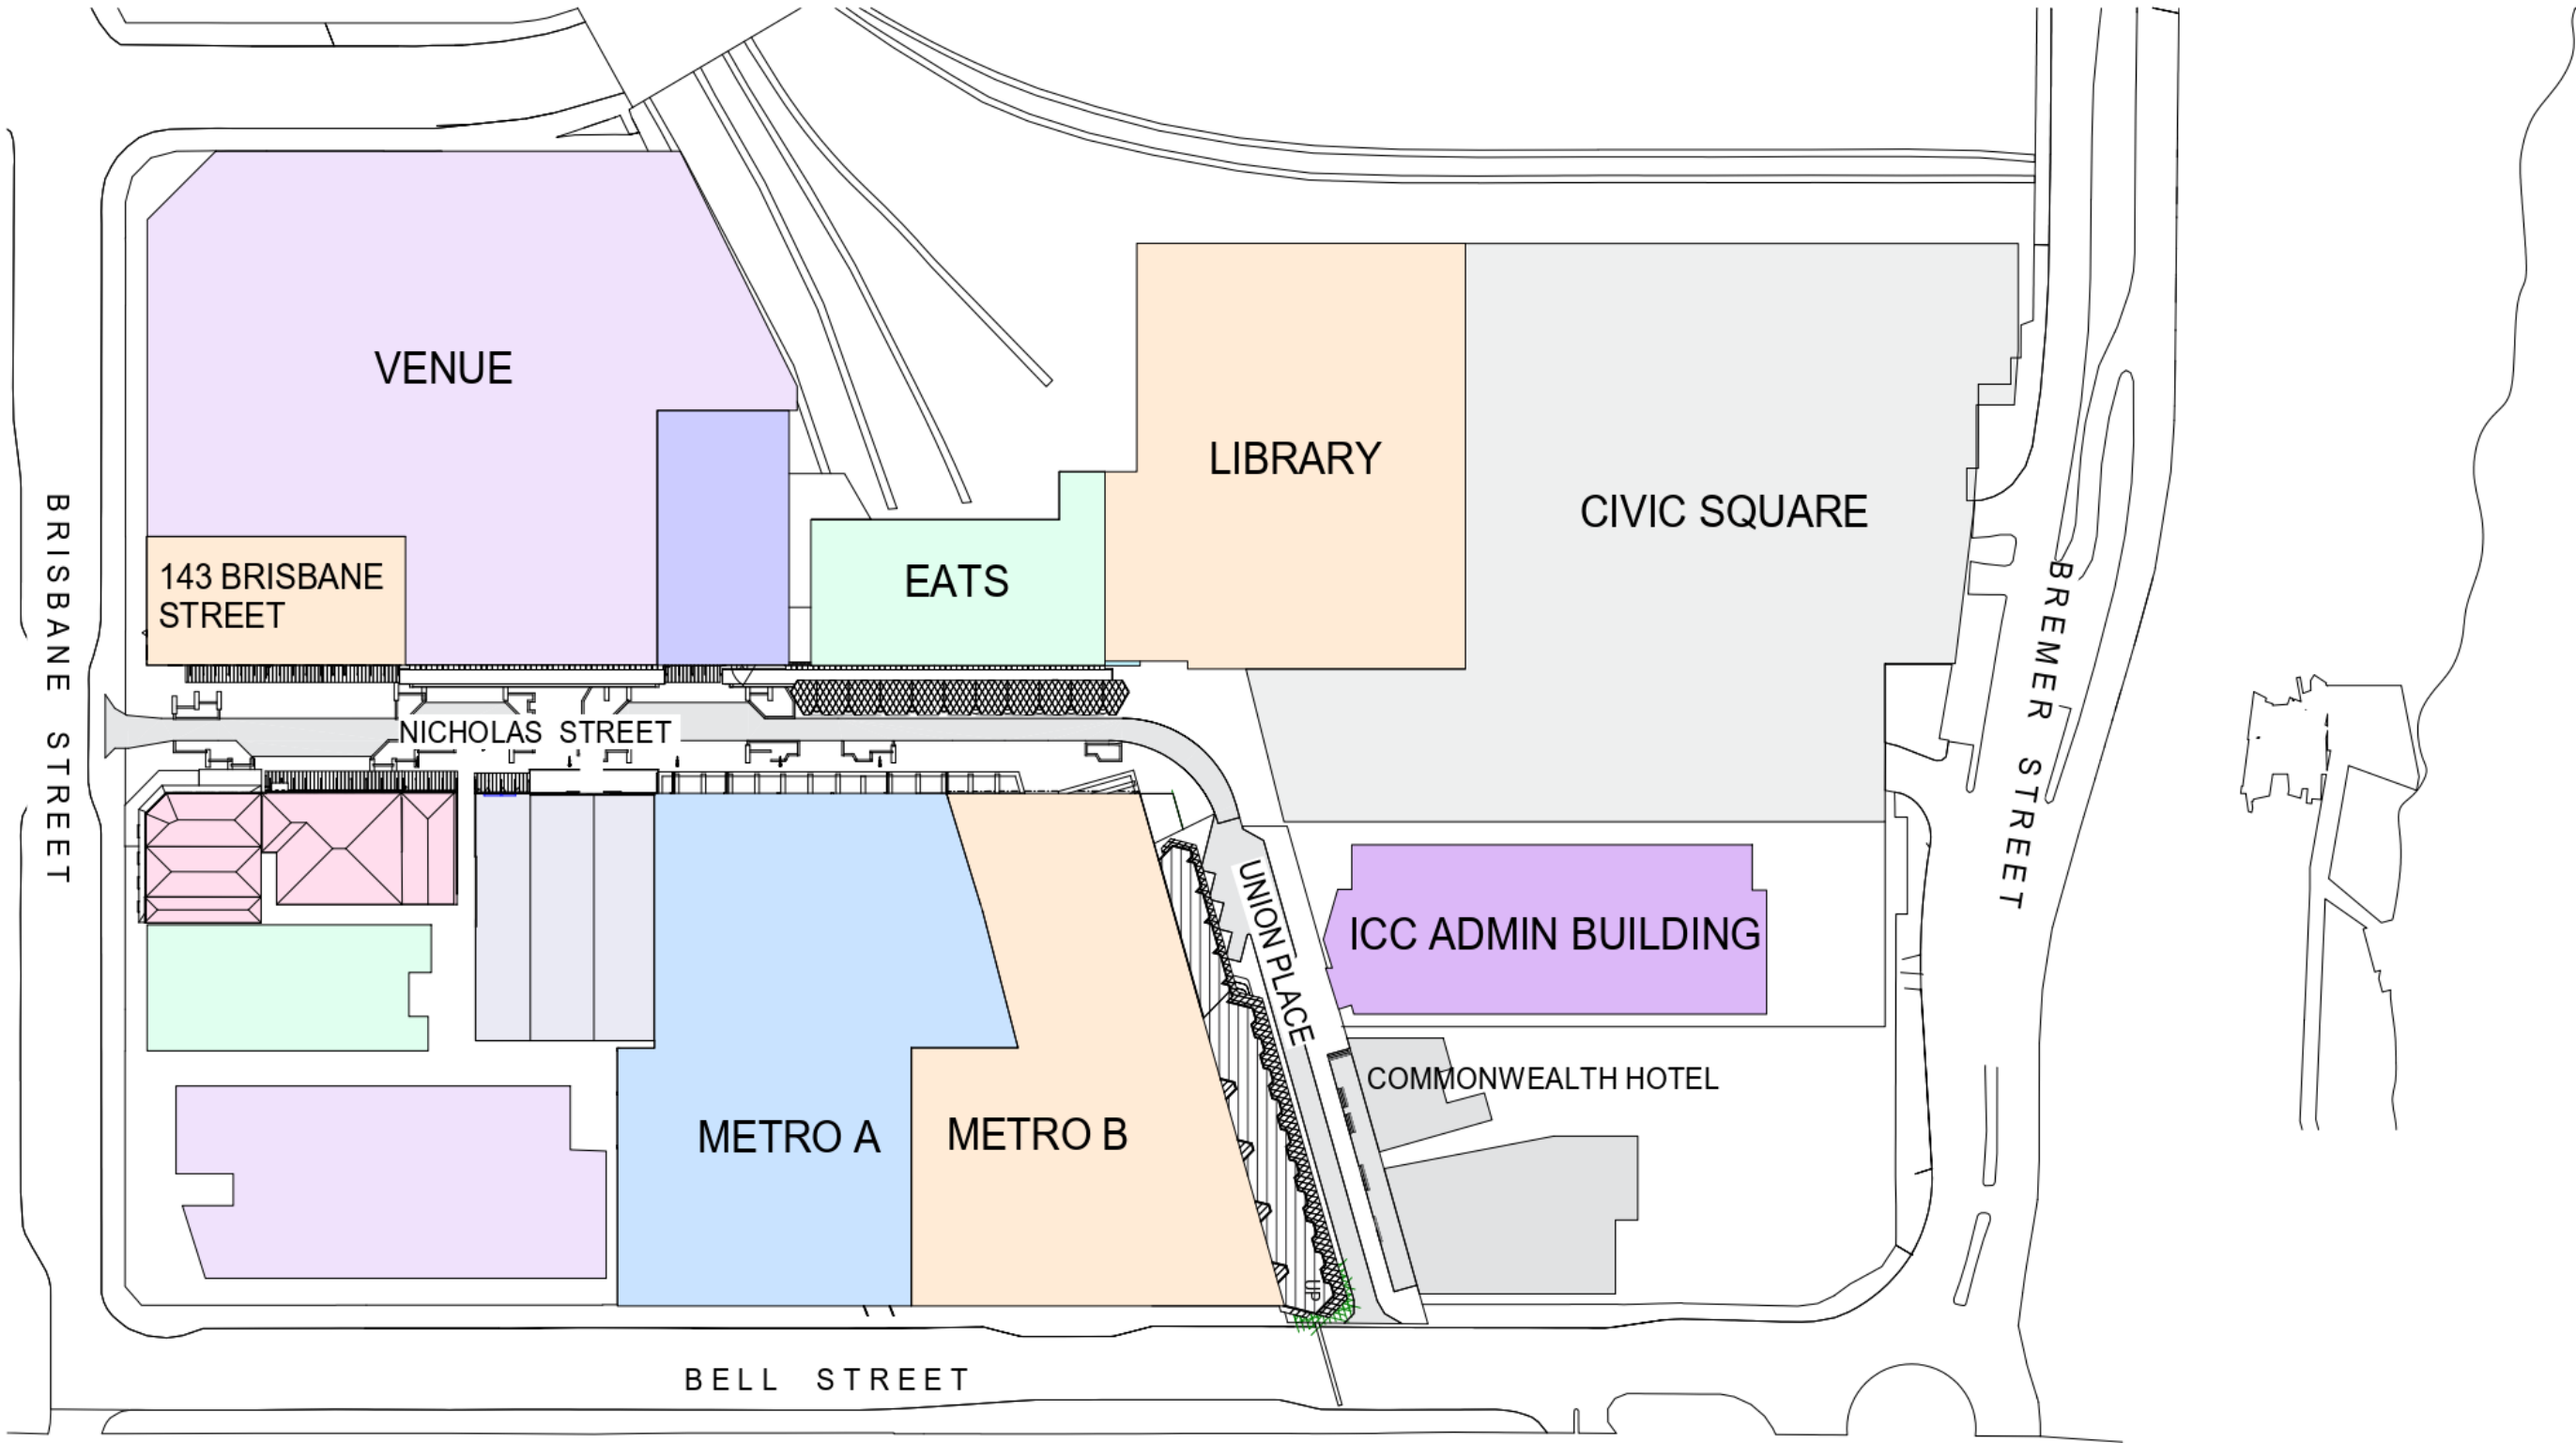 VENUE
LIBRARY
CIVIC SQUARE
EATS
143 BRISBANE
STREET
BRISBANE STREET
NICHOLAS STREET
BREMER STREET
UNION PLACE
ICC ADMIN BUILDING
COMMONWEALTH HOTEL
METRO A
METRO B
UP
BELL STREET